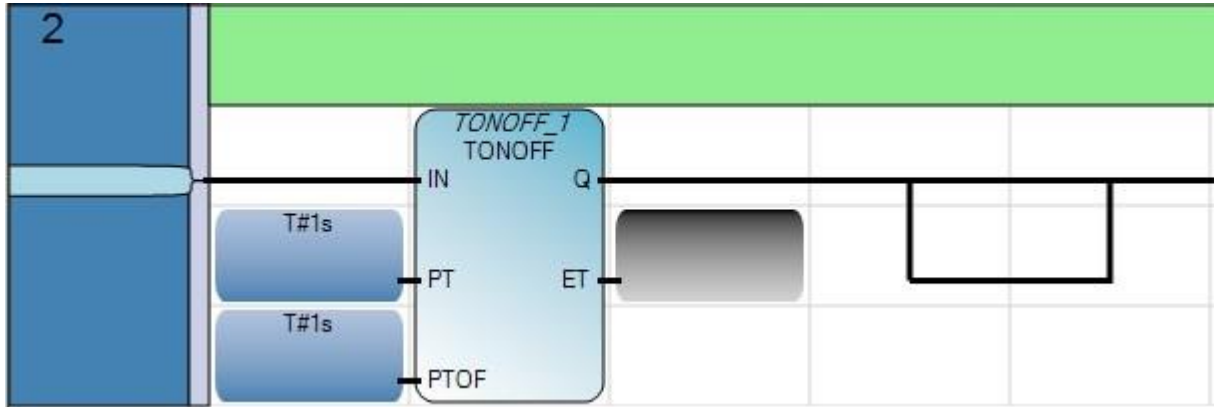 2
TONOFF_1
TONOFF
IN Q
T#1s
PT ET
T#1s
PTOF